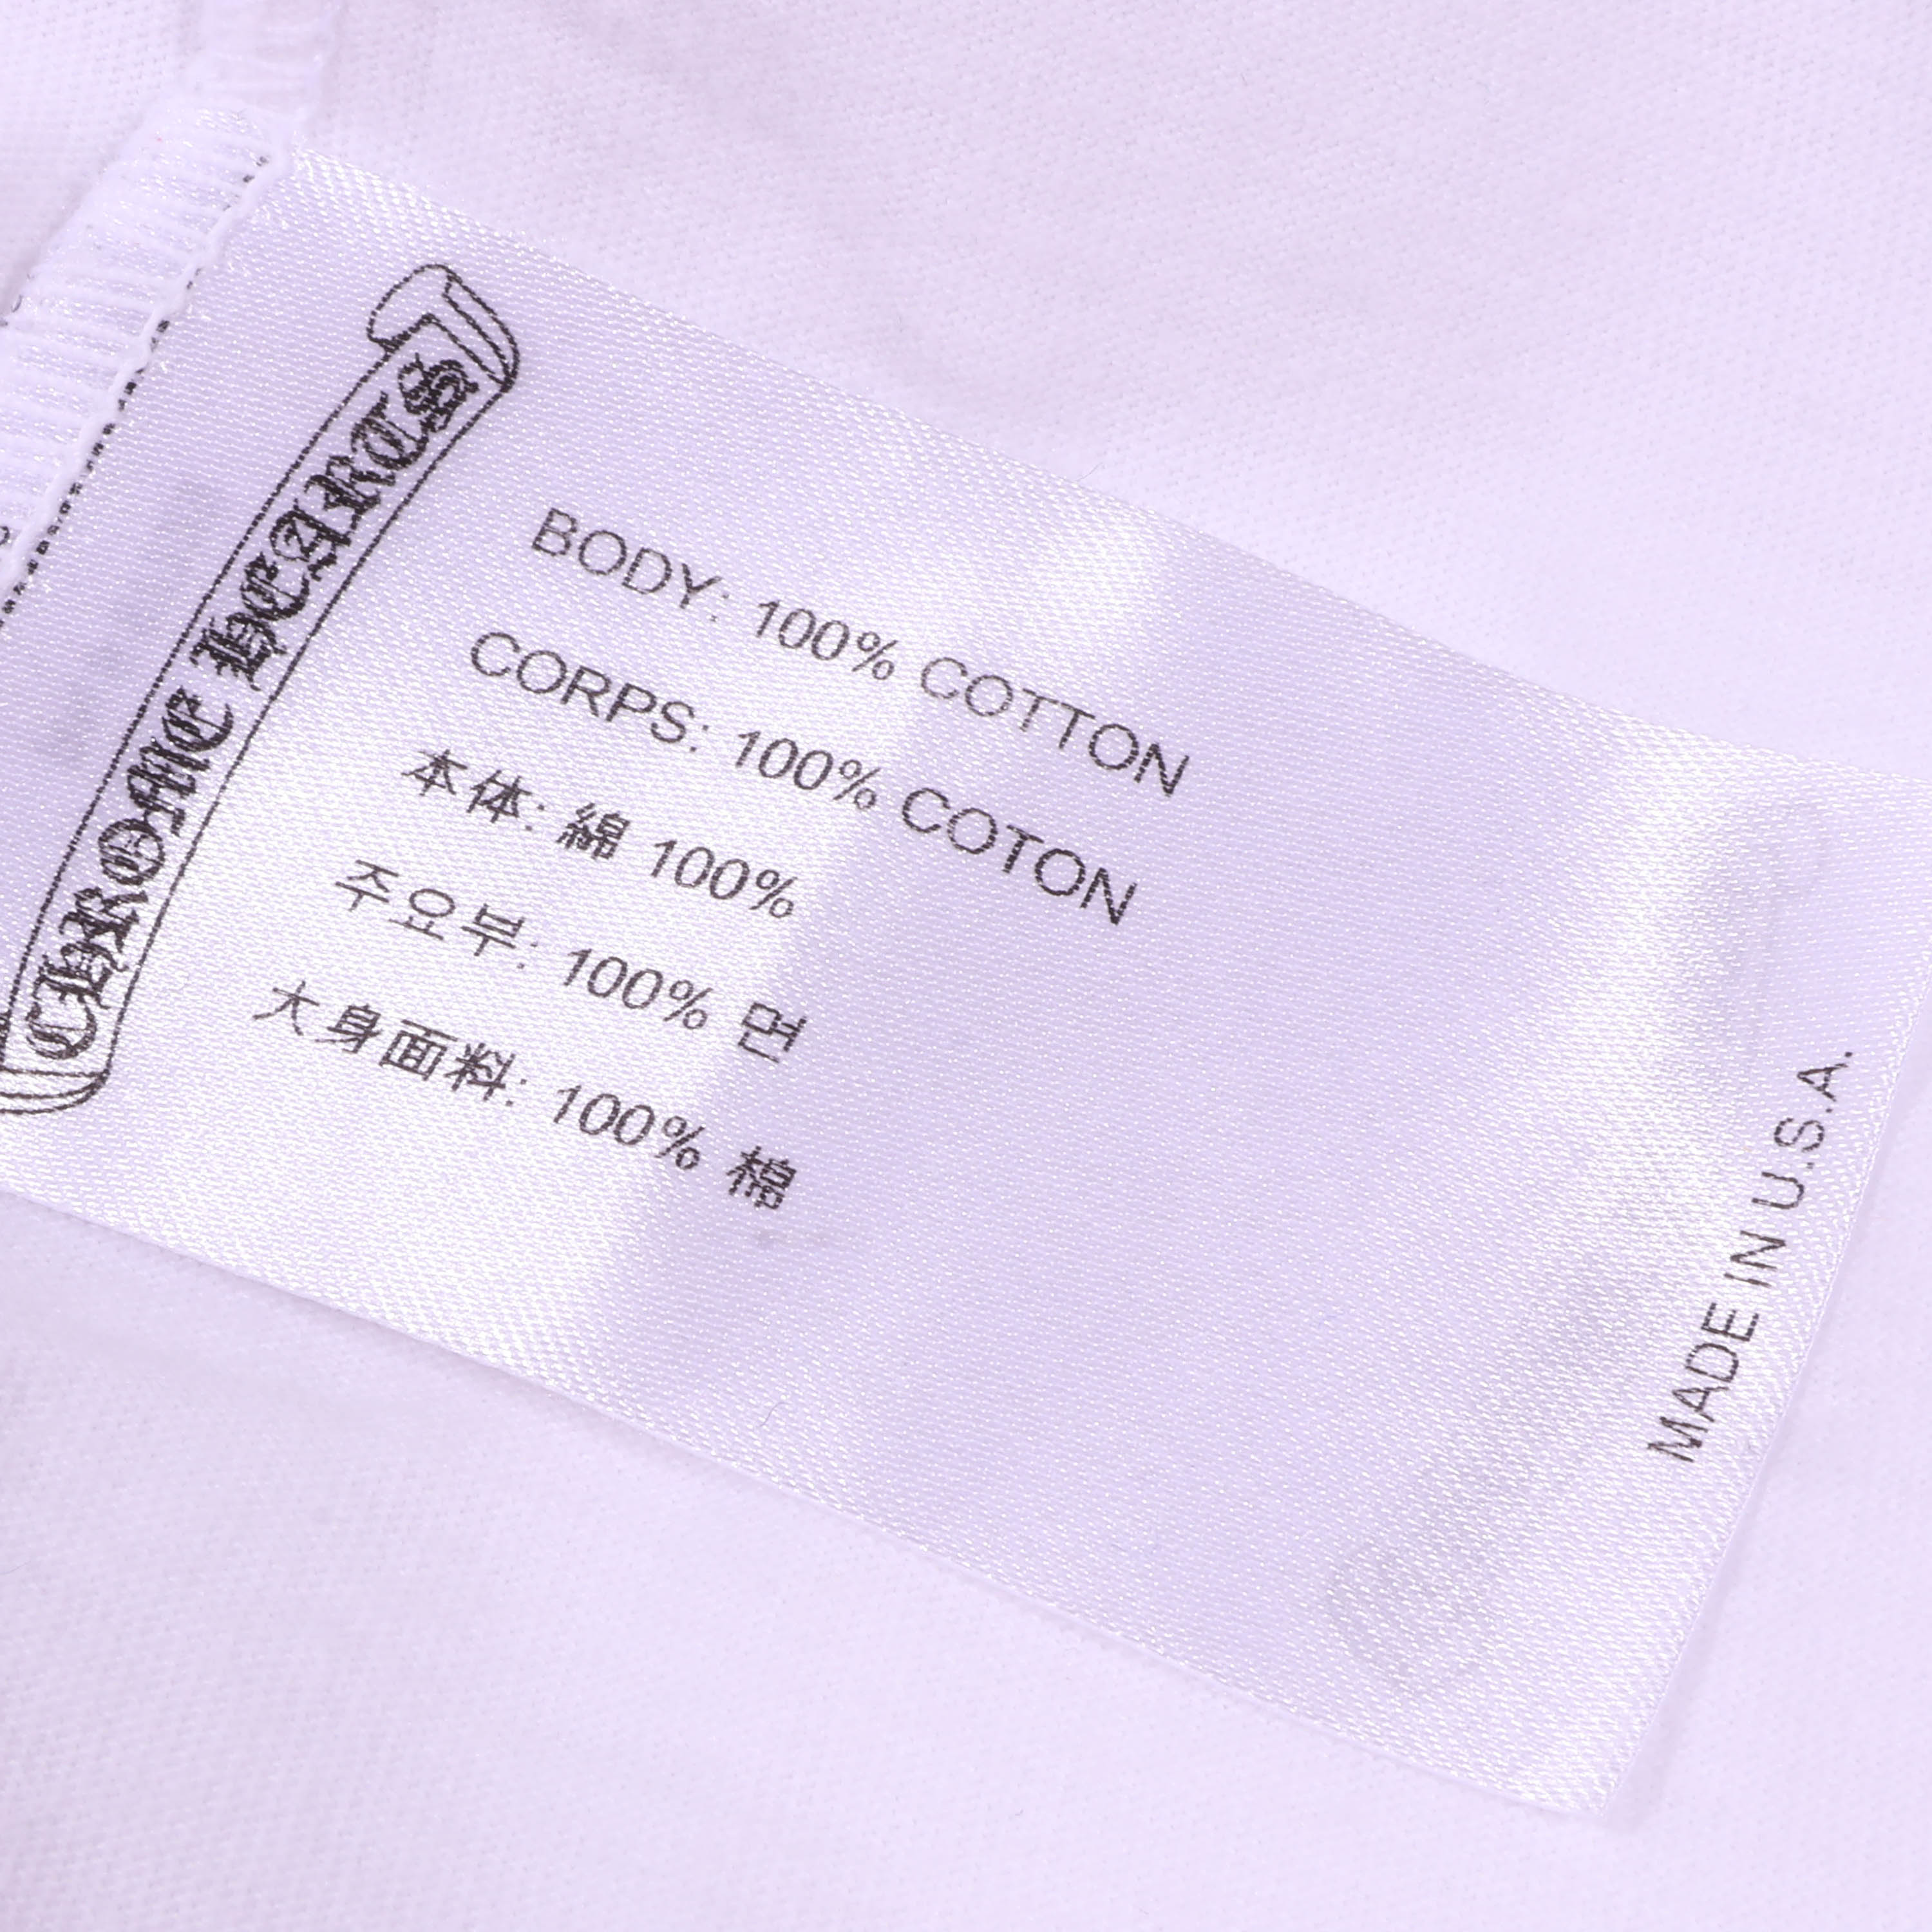 CHROME HEARTS
BODY: 100% COTTON
CORPS: 100% COTON
本体: 綿 100%
주요부: 100% 면
大身面料: 100% 棉
MADE IN U.S.A.